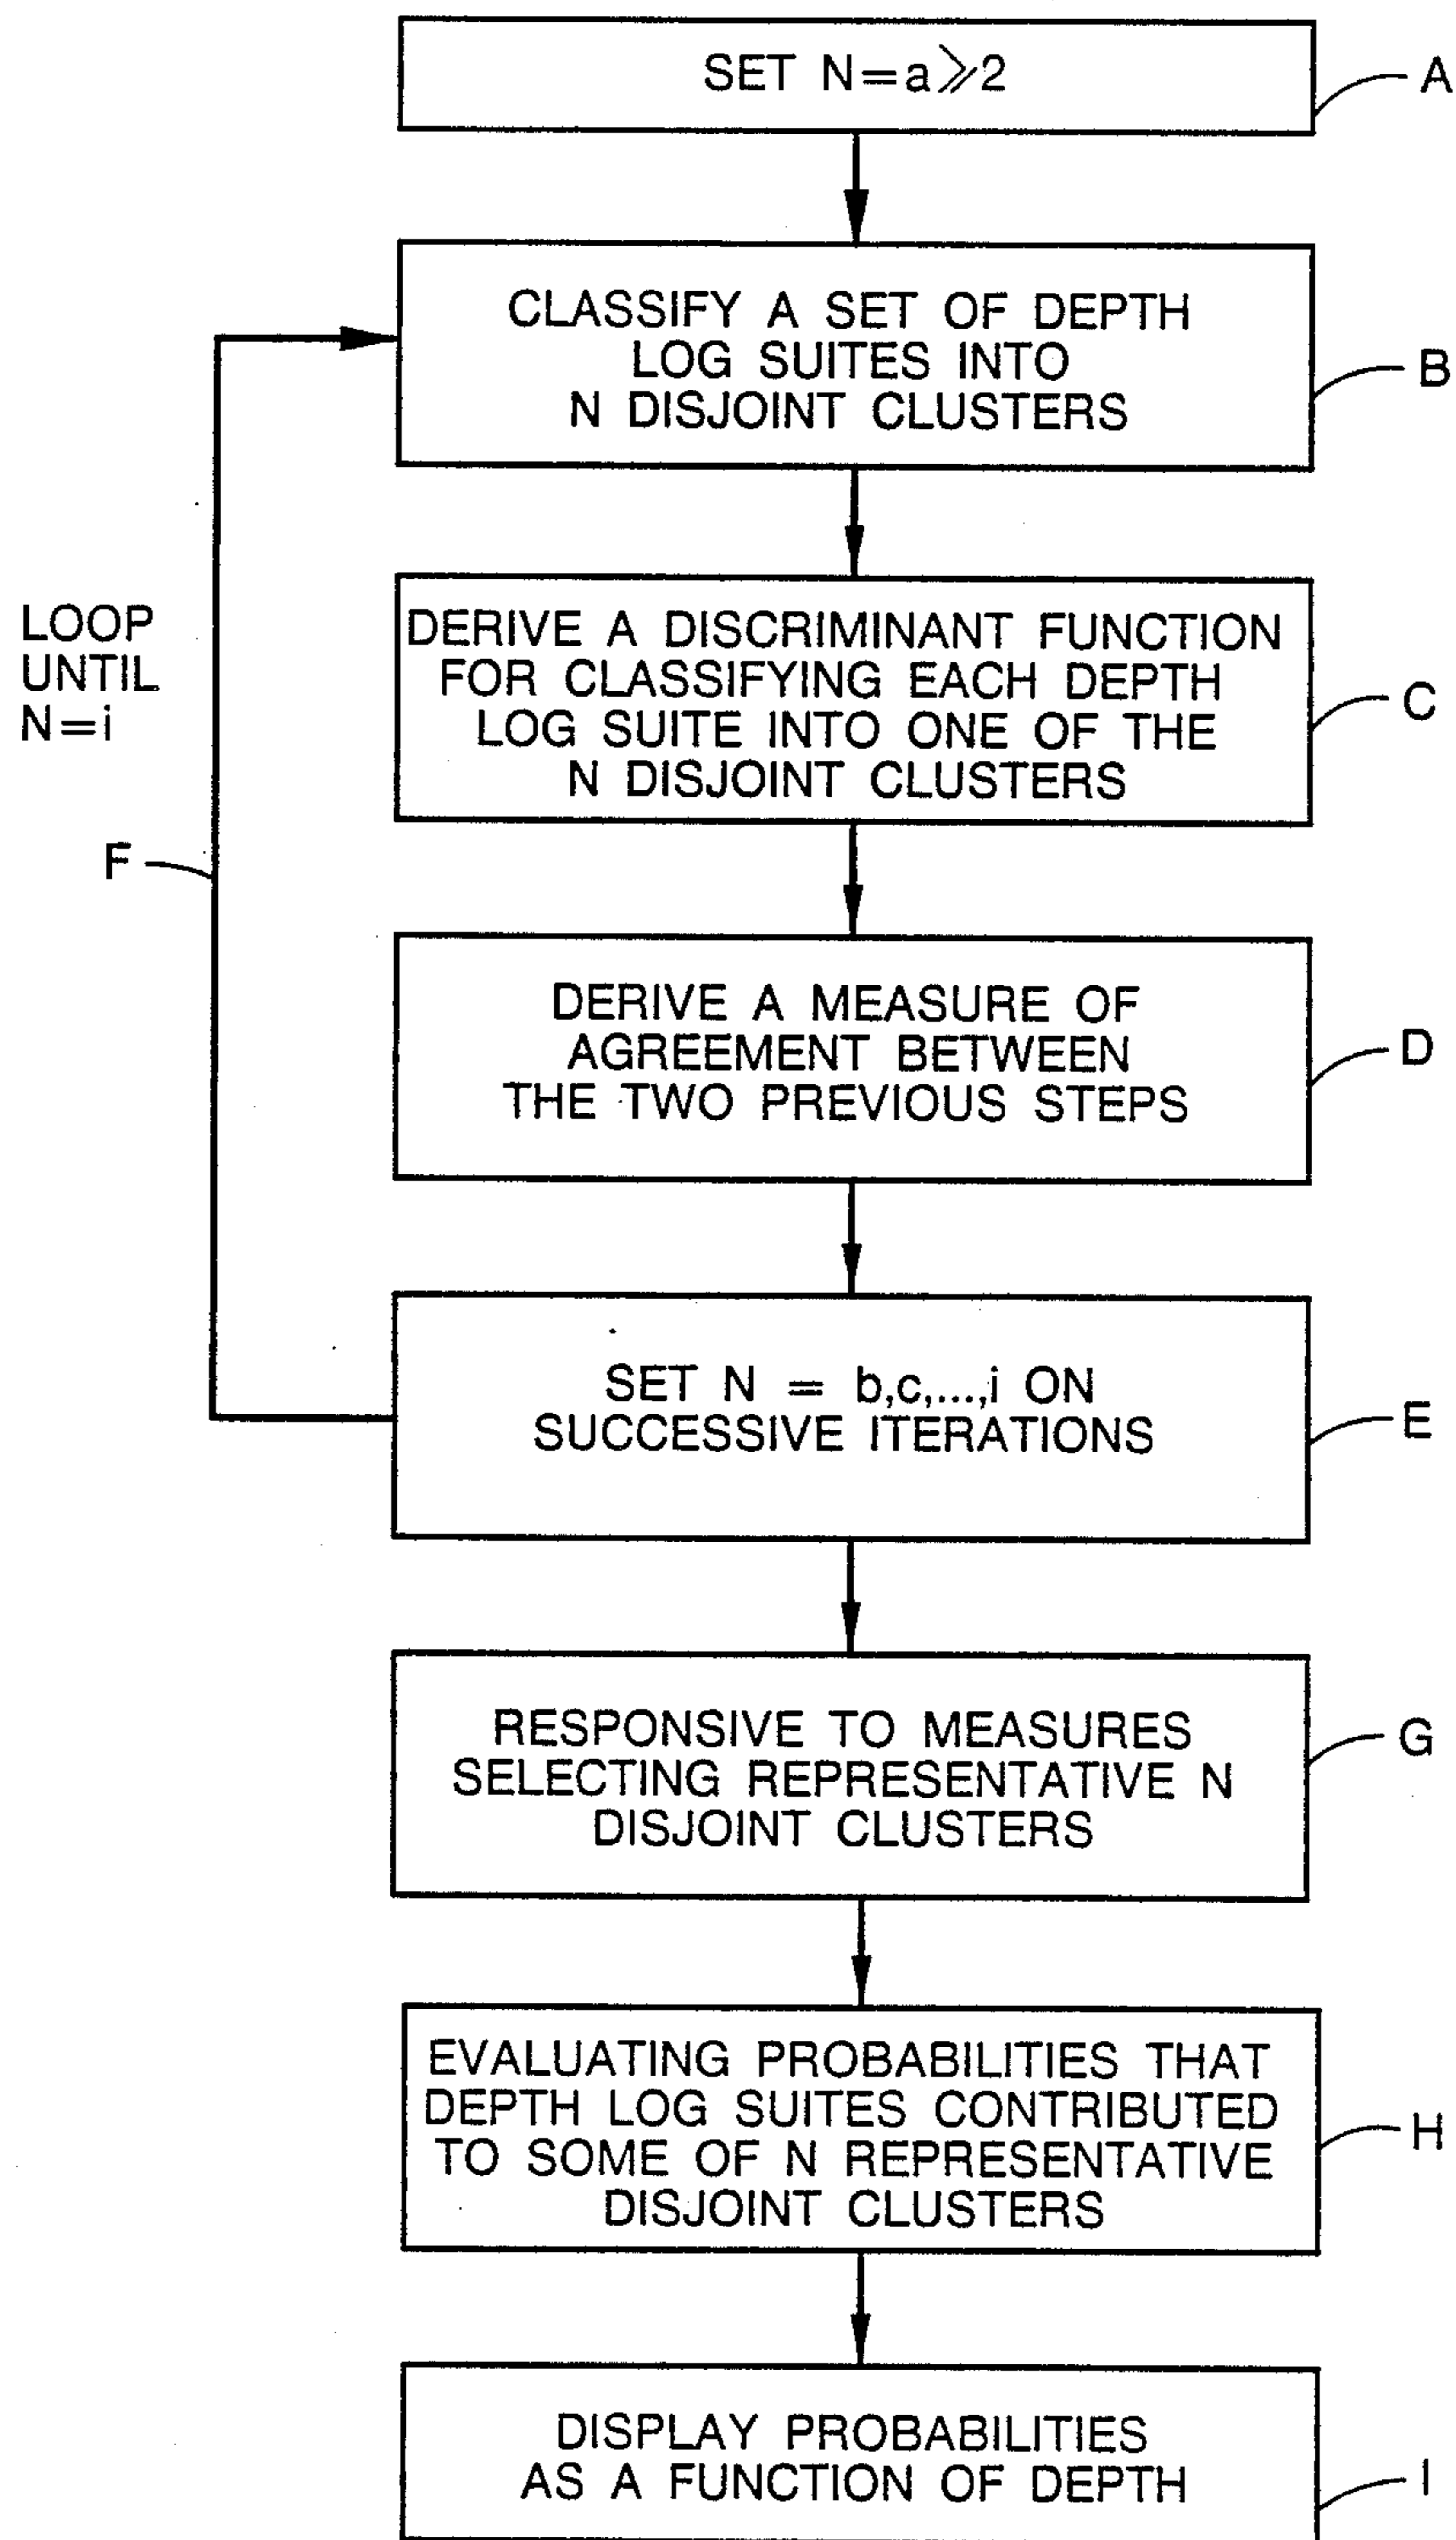 SET N=a⩾2
A
CLASSIFY A SET OF DEPTH
LOG SUITES INTO
N DISJOINT CLUSTERS
B
LOOP
UNTIL
N=i
DERIVE A DISCRIMINANT FUNCTION
FOR CLASSIFYING EACH DEPTH
LOG SUITE INTO ONE OF THE
N DISJOINT CLUSTERS
C
F
DERIVE A MEASURE OF
AGREEMENT BETWEEN
THE TWO PREVIOUS STEPS
D
SET N = b,c,...,i ON
SUCCESSIVE ITERATIONS
E
RESPONSIVE TO MEASURES
SELECTING REPRESENTATIVE N
DISJOINT CLUSTERS
G
EVALUATING PROBABILITIES THAT
DEPTH LOG SUITES CONTRIBUTED
TO SOME OF N REPRESENTATIVE
DISJOINT CLUSTERS
H
DISPLAY PROBABILITIES
AS A FUNCTION OF DEPTH
I